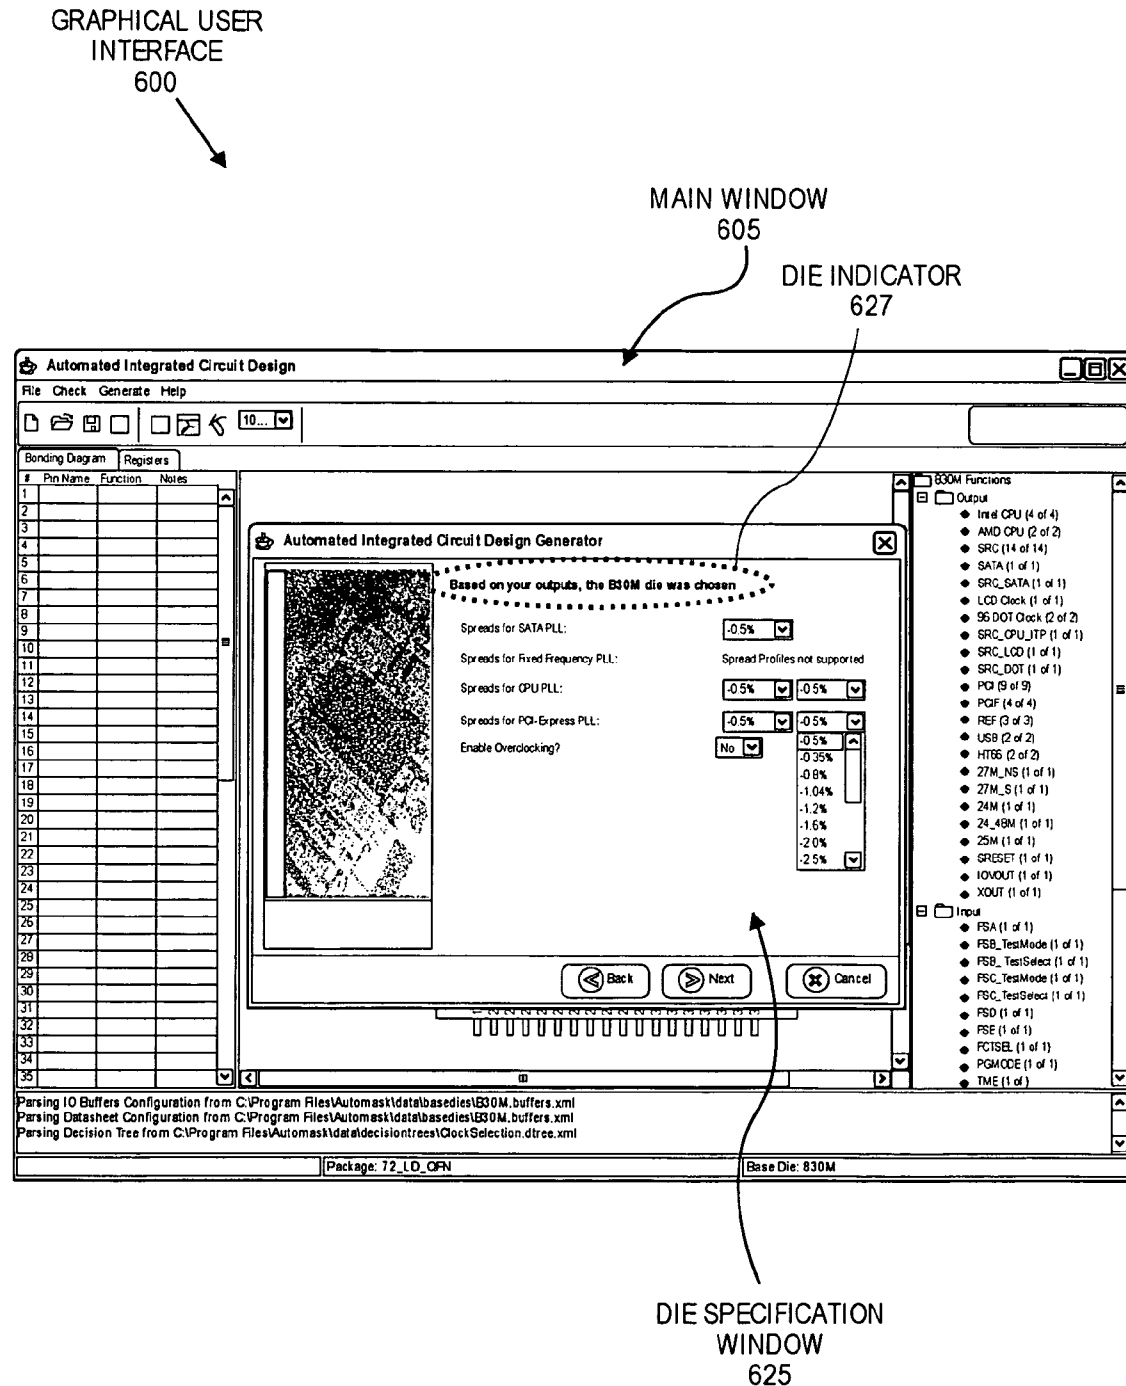 GRAPHICAL USER
INTERFACE
600
MAIN WINDOW
605
DIE INDICATOR
627
Automated Integrated Circuit Design
File Check Generate Help
10...
Bonding Diagram Registers
# Pin Name Function Notes
1
2
3
4
5
6
7
8
9
10
11
12
13
14
15
16
17
18
19
20
21
22
23
24
25
26
27
28
29
30
31
32
33
34
35
Automated Integrated Circuit Design Generator
Based on your outputs, the B30M die was chosen
Spreads for SATA PLL: -0.5%
Spreads for Fixed Frequency PLL: Spread Profiles not supported
Spreads for CPU PLL: -0.5% -0.5%
Spreads for PCI-Express PLL: -0.5% -0.5%
Enable Overclocking? No
-0.5%
-0.35%
-0.8%
-1.04%
-1.2%
-1.6%
-2.0%
-2.5%
Back Next Cancel
830M Functions
Output
Intel CPU (4 of 4)
AMD CPU (2 of 2)
SRC (14 of 14)
SATA (1 of 1)
SRC_SATA (1 of 1)
LCD Clock (1 of 1)
96 DOT Clock (2 of 2)
SRC_CPU_ITP (1 of 1)
SRC_LCD (1 of 1)
SRC_DOT (1 of 1)
PCI (9 of 9)
PCIF (4 of 4)
REF (3 of 3)
USB (2 of 2)
HT66 (2 of 2)
27M_NS (1 of 1)
27M_S (1 of 1)
24M (1 of 1)
24_48M (1 of 1)
25M (1 of 1)
SRESET (1 of 1)
IOVOUT (1 of 1)
XOUT (1 of 1)
Input
FSA (1 of 1)
FSB_TestMode (1 of 1)
FSB_ TestSelect (1 of 1)
FSC_TestMode (1 of 1)
FSC_TestSelect (1 of 1)
FSD (1 of 1)
FSE (1 of 1)
FCTSEL (1 of 1)
PGMODE (1 of 1)
TME (1 of )
Parsing IO Buffers Configuration from C:\Program Files\Automask\data\basedies\B30M.buffers.xml
Parsing Datasheet Configuration from C:\Program Files\Automask\data\basedies\B30M.buffers.xml
Parsing Decision Tree from C:\Program Files\Automask\data\decisiontrees\ClockSelection.dtree.xml
Package: 72_LD_QFN Base Die: 830M
DIE SPECIFICATION
WINDOW
625